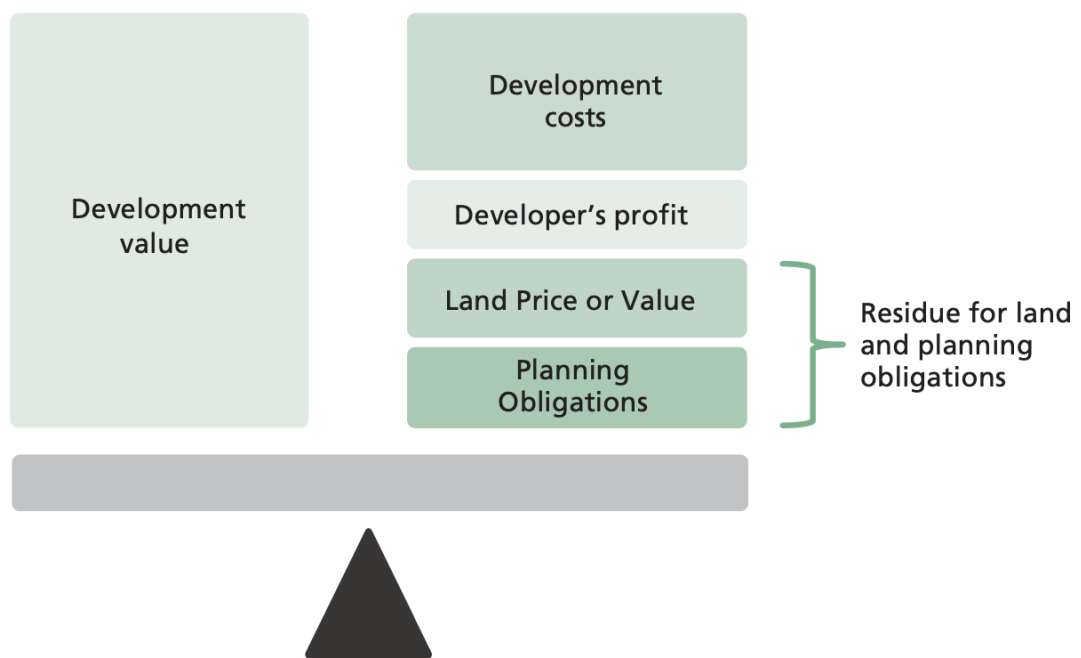 Development
value
Development
costs
Developer’s profit
Land Price or Value
Planning
Obligations
Residue for land
and planning
obligations